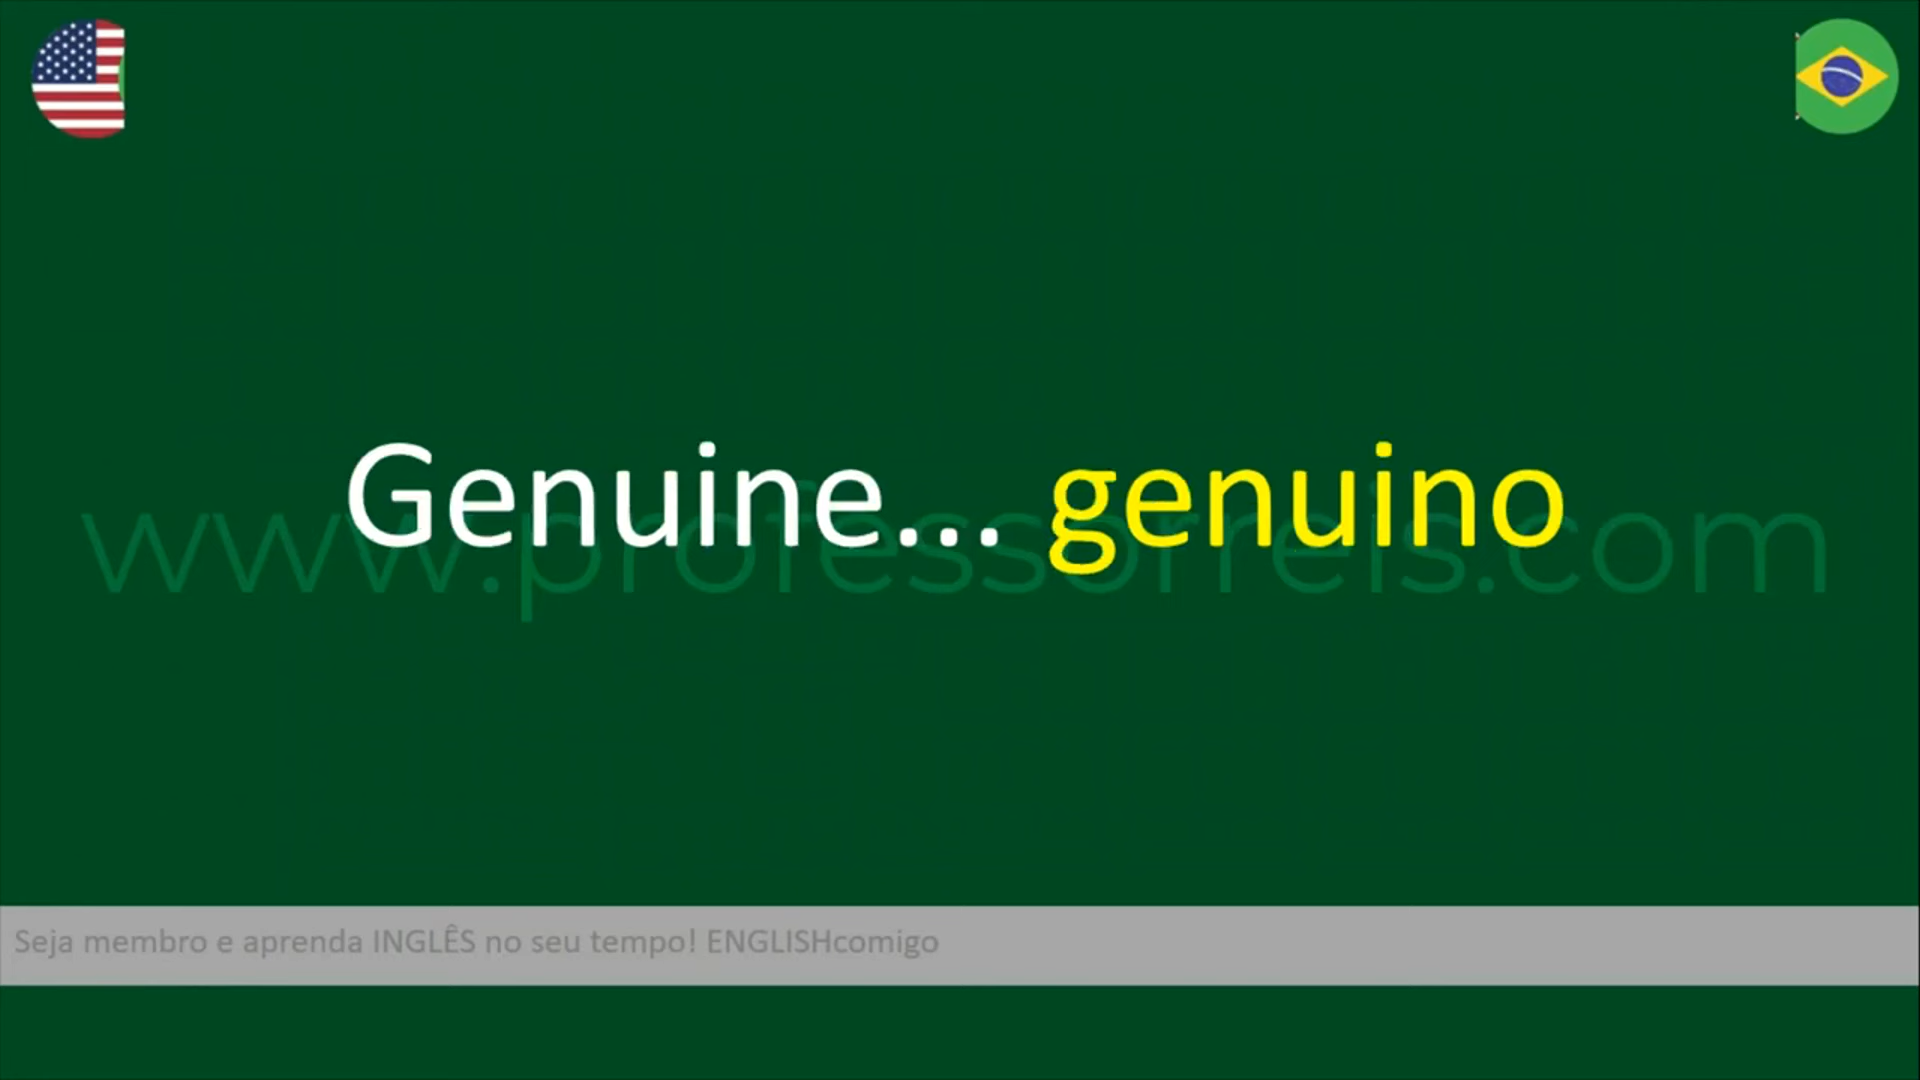 Genuine... genuino
www.professorreis.com
Seja membro e aprenda INGLÊS no seu tempo! ENGLISHcomigo